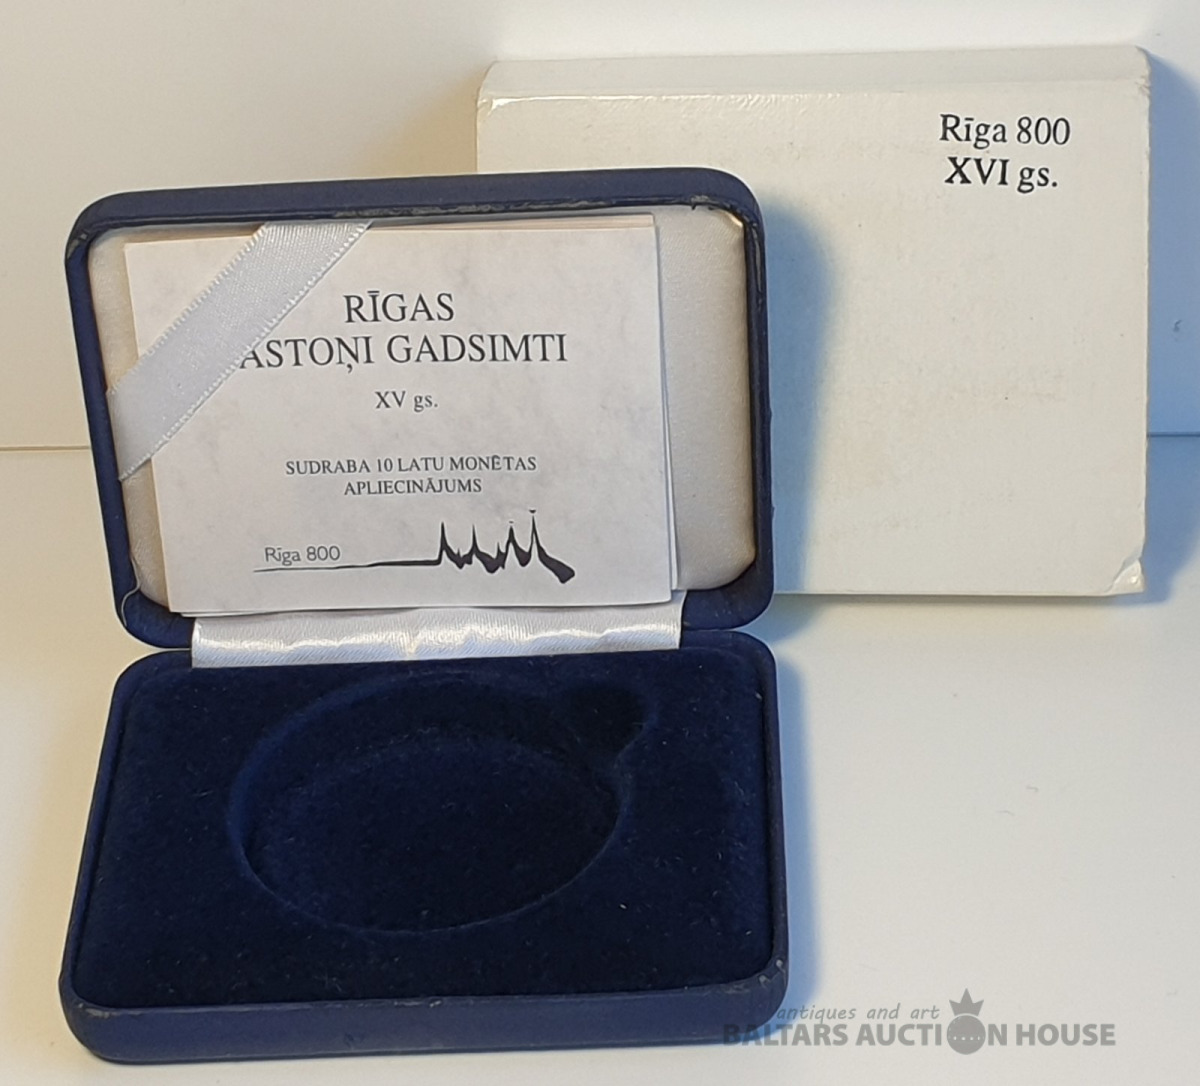 Rīga 800
XVI gs.
RĪGAS
ASTOŅI GADSIMTI
XV gs.
SUDRABA 10 LATU MONĒTAS
APLIECINĀJUMS
Rīga 800
antiques and art
BALTARS AUCTION HOUSE